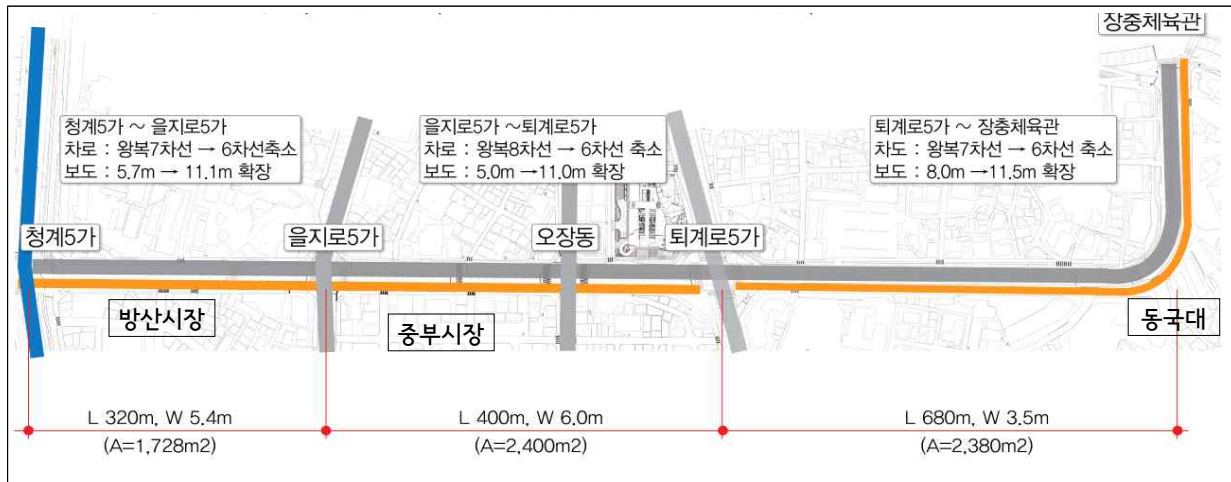 장충체육관
청계5가 ~ 을지로5가
차로 : 왕복7차선 → 6차선축소
보도 : 5.7m → 11.1m 확장
을지로5가 ~퇴계로5가
차로 : 왕복8차선 → 6차선 축소
보도 : 5.0m →11.0m 확장
퇴계로5가 ~ 장충체육관
차도 : 왕복7차선 → 6차선 축소
보도 : 8.0m →11.5m 확장
청계5가
을지로5가
오장동
퇴계로5가
방산시장
중부시장
동국대
L 320m, W 5.4m
(A=1,728m2)
L 400m, W 6.0m
(A=2,400m2)
L 680m, W 3.5m
(A=2,380m2)